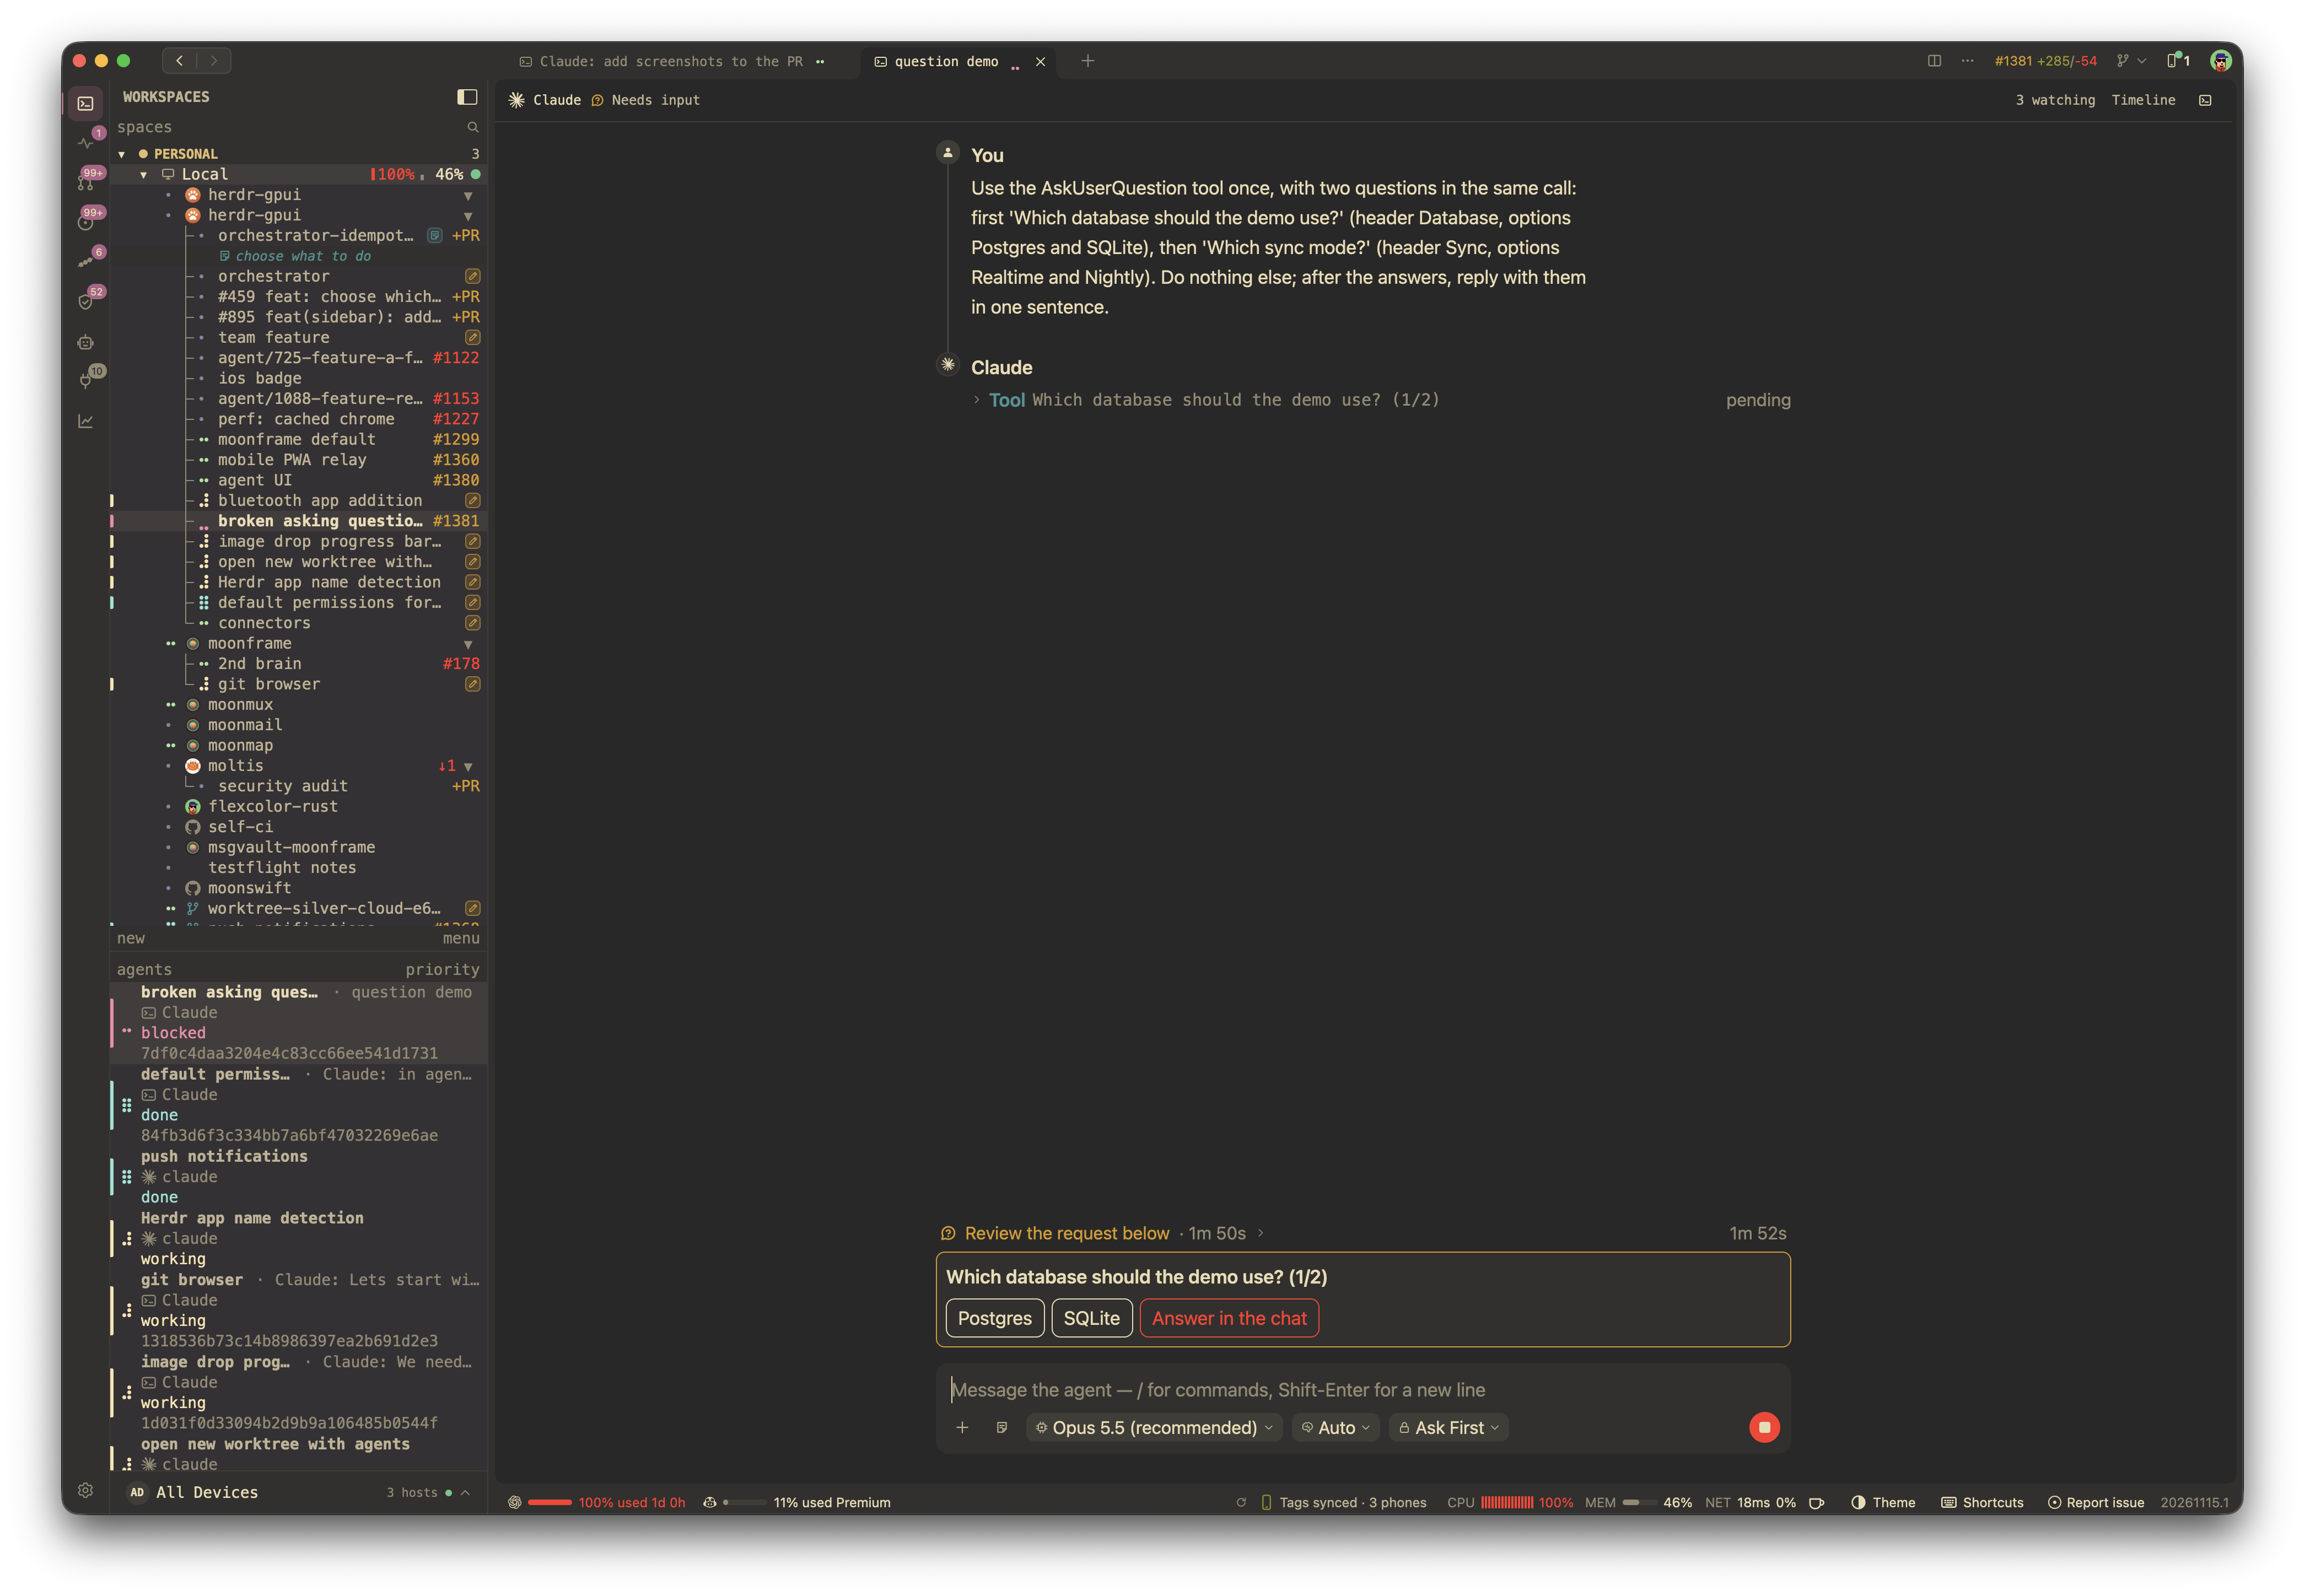 Claude: add screenshots to the PR
question demo
#1381 +285/-54
1
WORKSPACES
Claude Needs input
3 watching Timeline
spaces
1
PERSONAL 3
Local 100% 46%
99+
herdr-gpui
99+
herdr-gpui
orchestrator-idempot… +PR
6
choose what to do
orchestrator
52
#459 feat: choose which… +PR
#895 feat(sidebar): add… +PR
team feature
agent/725-feature-a-f… #1122
10
ios badge
agent/1088-feature-re… #1153
perf: cached chrome #1227
moonframe default #1299
mobile PWA relay #1360
agent UI #1380
bluetooth app addition
broken asking questio… #1381
image drop progress bar…
open new worktree with…
Herdr app name detection
default permissions for…
connectors
moonframe
2nd brain #178
git browser
moonmux
moonmail
moonmap
moltis ↓1
security audit +PR
flexcolor-rust
self-ci
msgvault-moonframe
testflight notes
moonswift
worktree-silver-cloud-e6…
new menu
agents priority
broken asking ques… · question demo
Claude
blocked
7df0c4daa3204e4c83cc66ee541d1731
default permiss… · Claude: in agen…
Claude
done
84fb3d6f3c334bb7a6bf47032269e6ae
push notifications
claude
done
Herdr app name detection
claude
working
git browser · Claude: Lets start wi…
Claude
working
1318536b73c14b8986397ea2b691d2e3
image drop prog… · Claude: We need…
Claude
working
1d031f0d33094b2d9b9a106485b0544f
open new worktree with agents
claude
AD All Devices 3 hosts
You
Use the AskUserQuestion tool once, with two questions in the same call:
first 'Which database should the demo use?' (header Database, options
Postgres and SQLite), then 'Which sync mode?' (header Sync, options
Realtime and Nightly). Do nothing else; after the answers, reply with them
in one sentence.
Claude
Tool Which database should the demo use? (1/2) pending
Review the request below · 1m 50s 1m 52s
Which database should the demo use? (1/2)
Postgres SQLite Answer in the chat
Message the agent — / for commands, Shift-Enter for a new line
Opus 5.5 (recommended) Auto Ask First
100% used 1d 0h 11% used Premium Tags synced · 3 phones CPU 100% MEM 46% NET 18ms 0% Theme Shortcuts Report issue 20261115.1